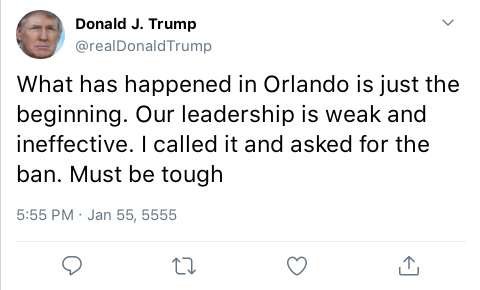 Donald J. Trump
@realDonaldTrump
What has happened in Orlando is just the
beginning. Our leadership is weak and
ineffective. I called it and asked for the
ban. Must be tough
5:55 PM · Jan 55, 5555